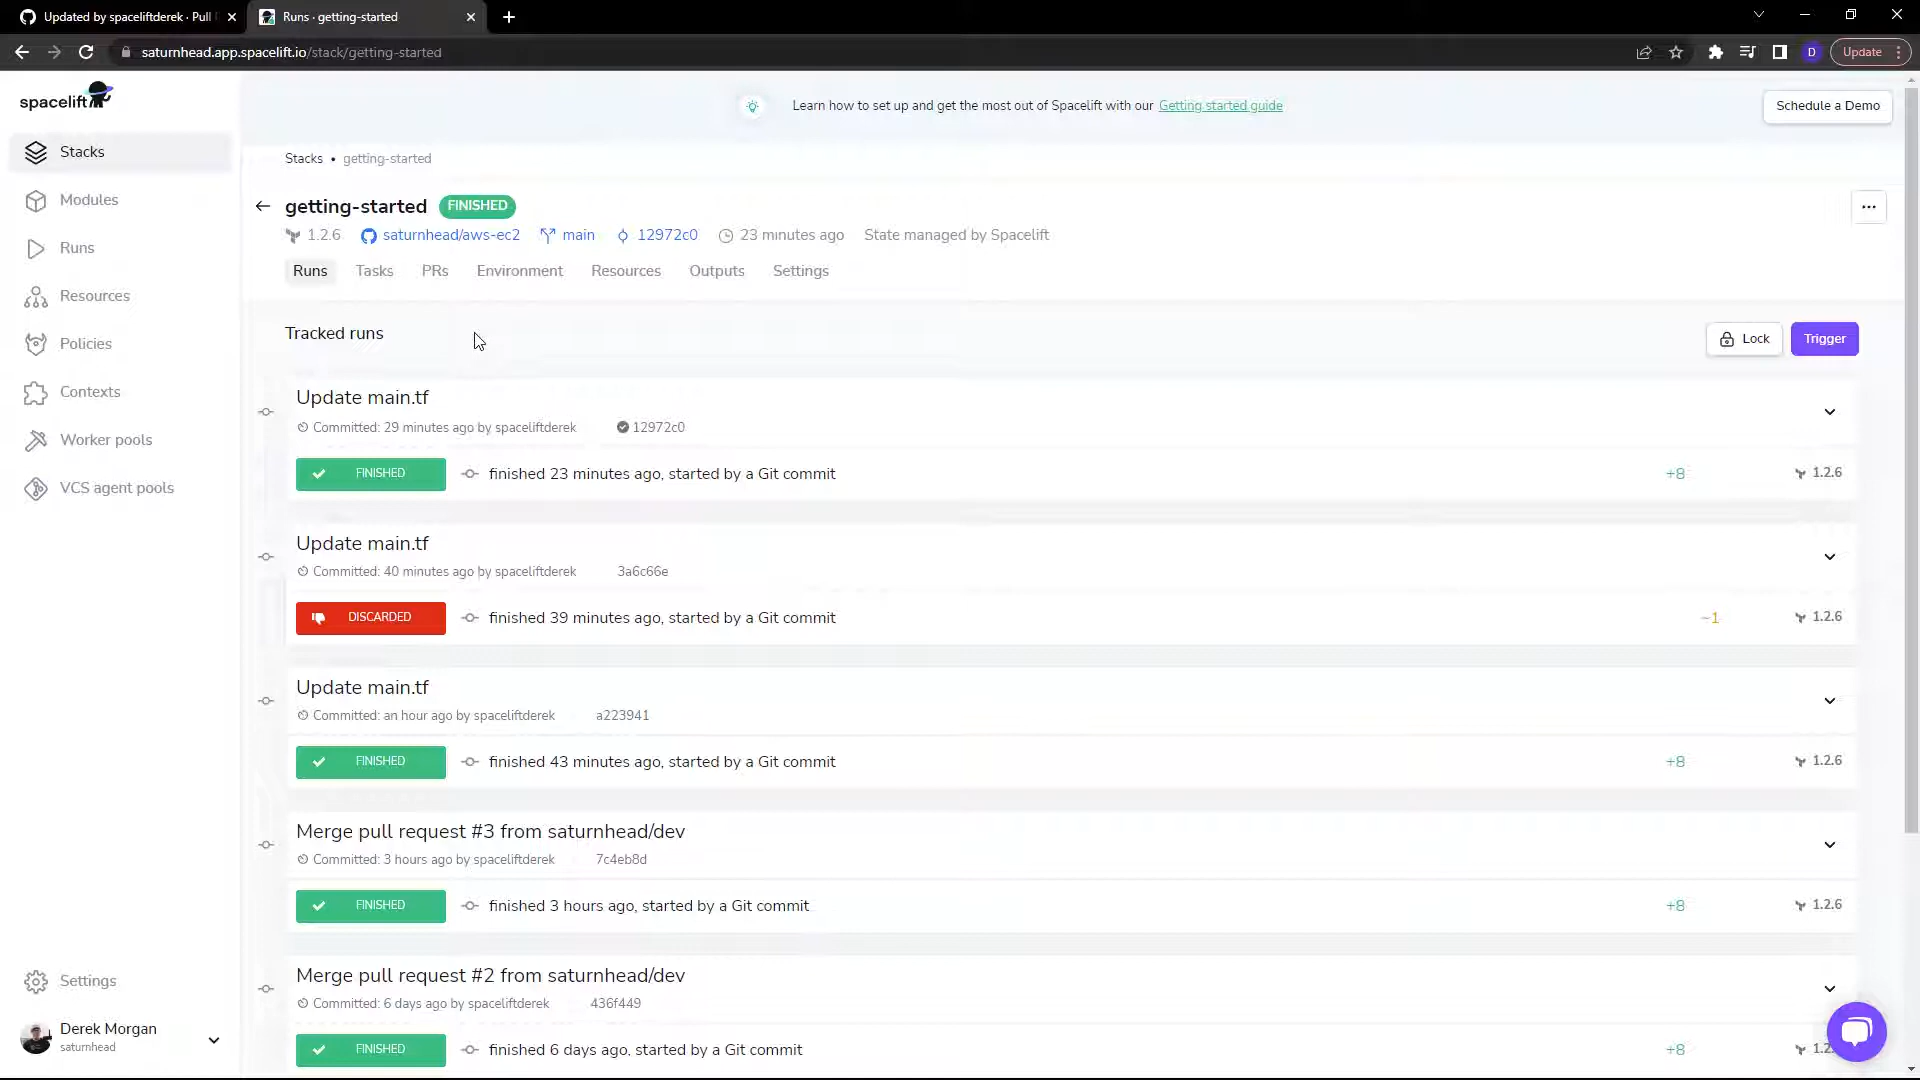 Updated by spaceliftderek · Pull
Runs · getting-started
saturnhead.app.spacelift.io/stack/getting-started
D
Update
spacelift
Learn how to set up and get the most out of Spacelift with our Getting started guide
Schedule a Demo
Stacks
Modules
Runs
Resources
Policies
Contexts
Worker pools
VCS agent pools
Settings
Derek Morgan
saturnhead
Stacks • getting-started
getting-started FINISHED
1.2.6 saturnhead/aws-ec2 main 12972c0 23 minutes ago State managed by Spacelift
Runs Tasks PRs Environment Resources Outputs Settings
Tracked runs
Lock
Trigger
Update main.tf
Committed: 29 minutes ago by spaceliftderek 12972c0
FINISHED finished 23 minutes ago, started by a Git commit +8 1.2.6
Update main.tf
Committed: 40 minutes ago by spaceliftderek 3a6c66e
DISCARDED finished 39 minutes ago, started by a Git commit ~1 1.2.6
Update main.tf
Committed: an hour ago by spaceliftderek a223941
FINISHED finished 43 minutes ago, started by a Git commit +8 1.2.6
Merge pull request #3 from saturnhead/dev
Committed: 3 hours ago by spaceliftderek 7c4eb8d
FINISHED finished 3 hours ago, started by a Git commit +8 1.2.6
Merge pull request #2 from saturnhead/dev
Committed: 6 days ago by spaceliftderek 436f449
FINISHED finished 6 days ago, started by a Git commit +8 1.2